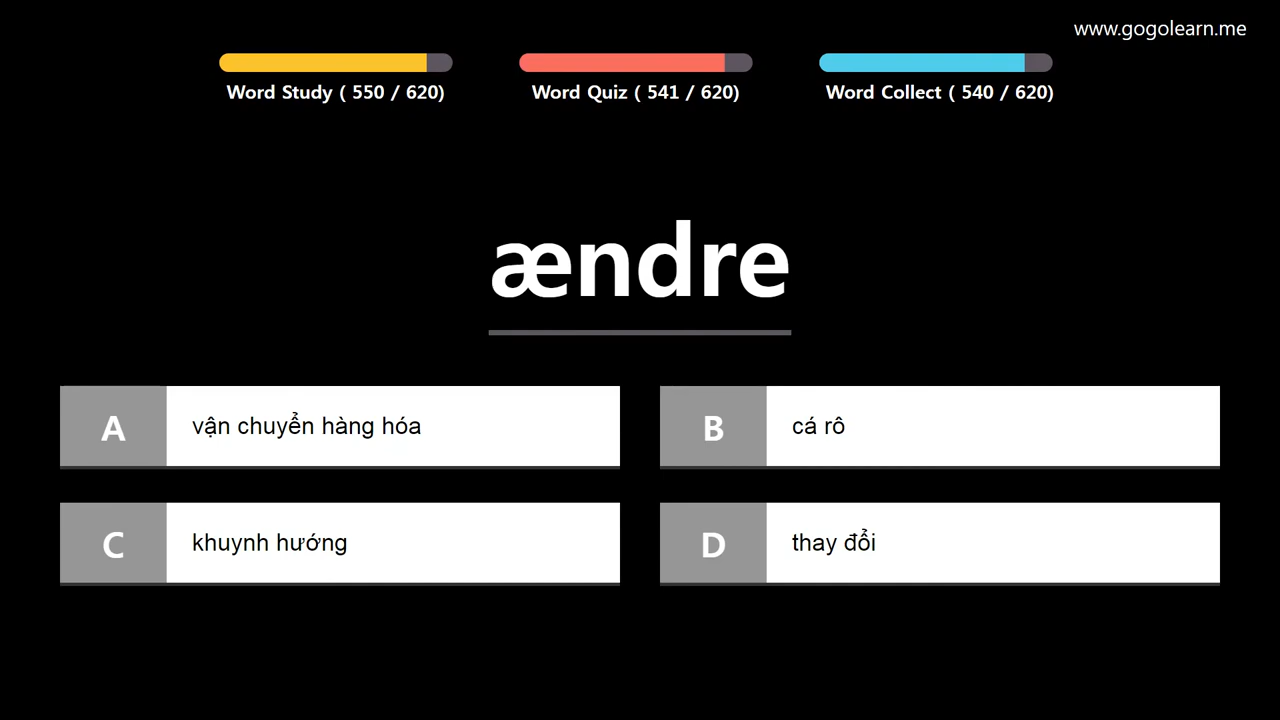 www.gogolearn.me
Word Study ( 550 / 620)
Word Quiz ( 541 / 620)
Word Collect ( 540 / 620)
ændre
A vận chuyển hàng hóa
B cá rô
C khuynh hướng
D thay đổi